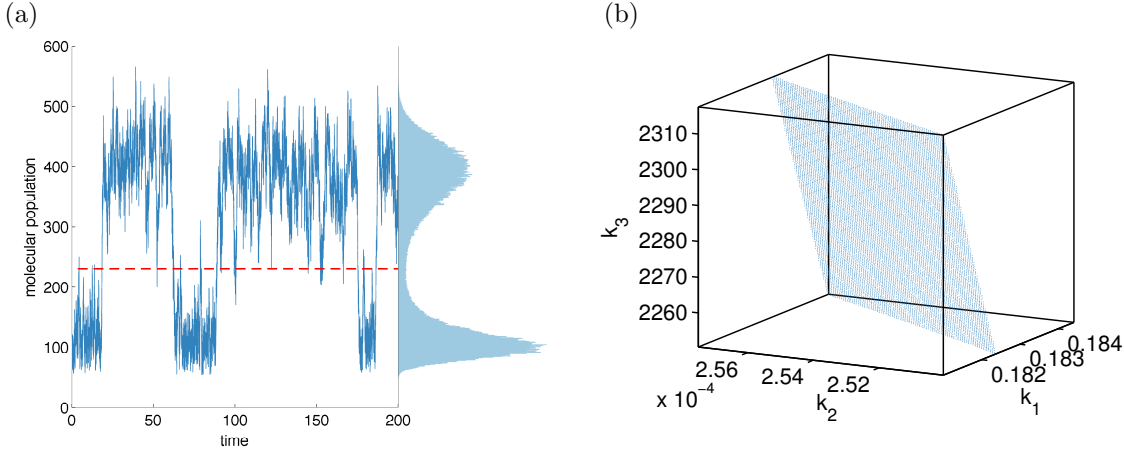 (a)
600
500
400
300
200
100
0
molecular population
0 50 100 150 200
time
(b)
2310
2300
2290
2280
2270
2260
k3
2.56 2.54 2.52
x 10-4
k2
0.182 0.183 0.184
k1